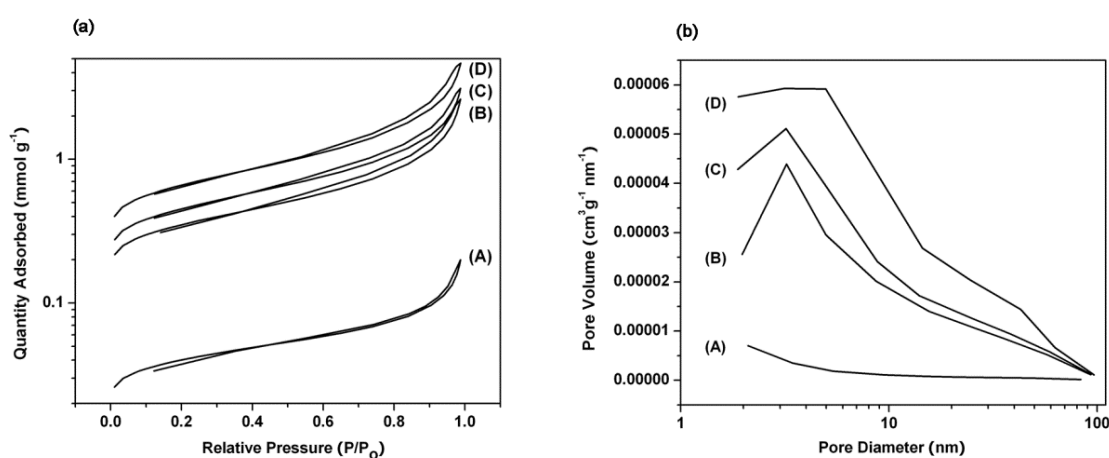 (a)
(D)
(C)
(B)
(A)
1
0.1
Quantity Adsorbed (mmol g⁻¹)
0.0 0.2 0.4 0.6 0.8 1.0
Relative Pressure (P/P₀)
(b)
0.00006
0.00005
0.00004
0.00003
0.00002
0.00001
0.00000
(D)
(C)
(B)
(A)
Pore Volume (cm³g⁻¹ nm⁻¹)
1 10 100
Pore Diameter (nm)